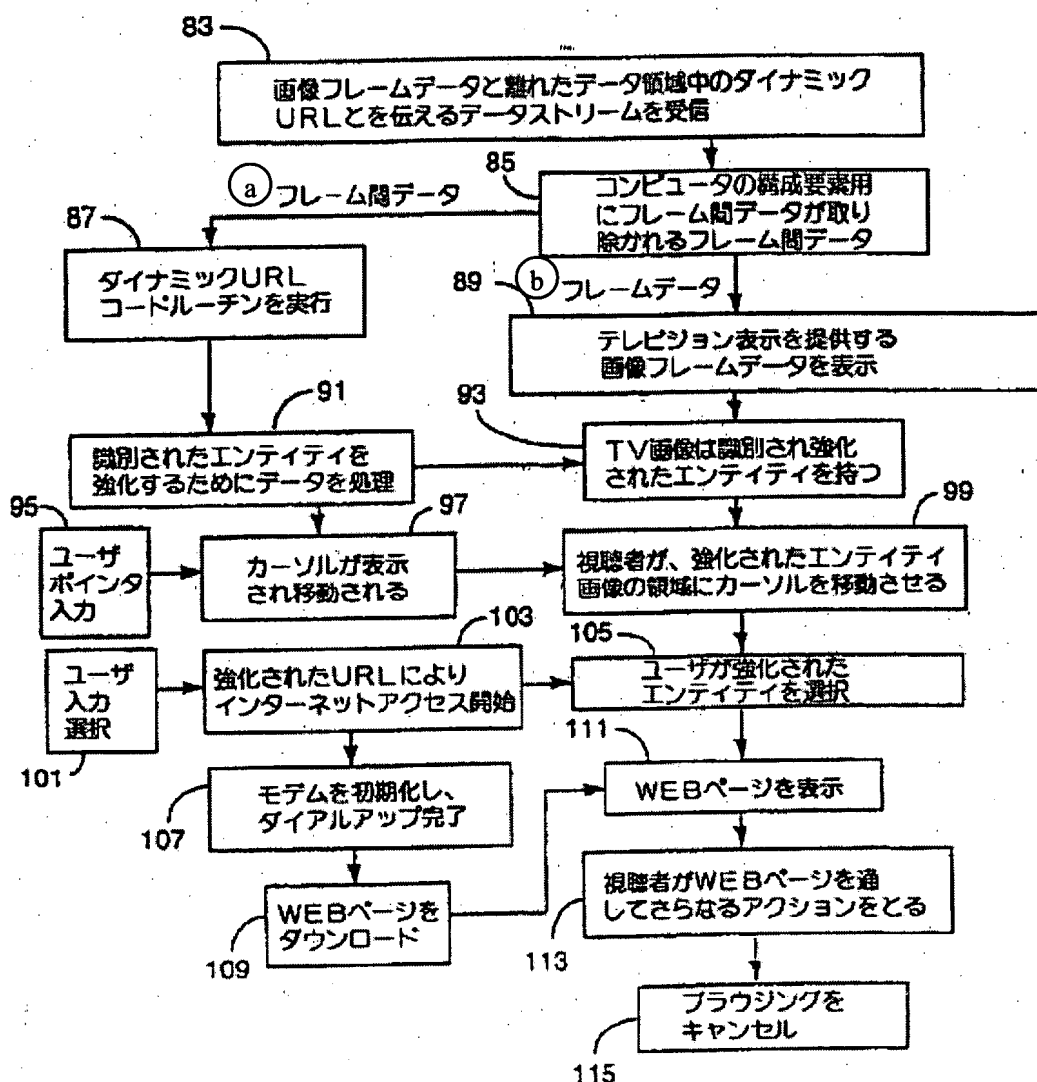 83
画像フレームデータと離れたデータ領域中のダイナミック
URLとを伝えるデータストリームを受信
85
コンピュータの構成要素用
にフレーム間データが取り
除かれるフレーム間データ
a フレーム間データ
87
ダイナミックURL
コードルーチンを実行
b フレームデータ
89
テレビジョン表示を提供する
画像フレームデータを表示
91
識別されたエンティティを
強化するためにデータを処理
93
TV画像は識別され強化
されたエンティティを持つ
95
ユーザ
ポインタ
入力
97
カーソルが表示
され移動される
99
視聴者が、強化されたエンティティ
画像の領域にカーソルを移動させる
101
ユーザ
入力
選択
103
強化されたURLにより
インターネットアクセス開始
105
ユーザが強化された
エンティティを選択
107
モデムを初期化し、
ダイアルアップ完了
109
WEBページを
ダウンロード
111
WEBページを表示
113
視聴者がWEBページを通
してさらなるアクションをとる
115
ブラウジングを
キャンセル